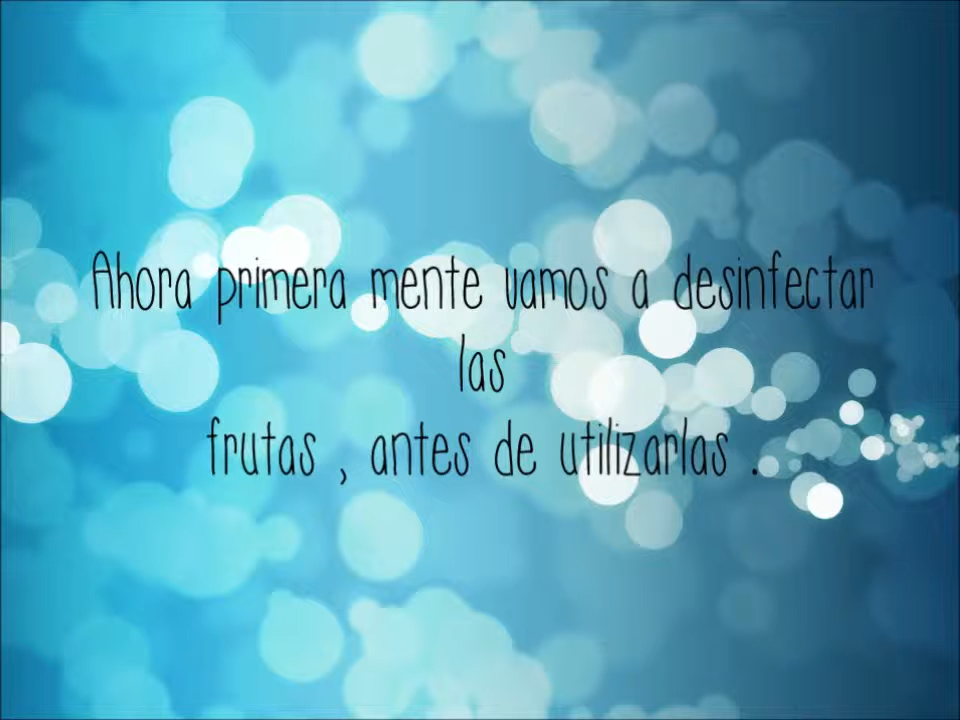 Ahora primera mente vamos a desinfectar
las
frutas , antes de utilizarlas .